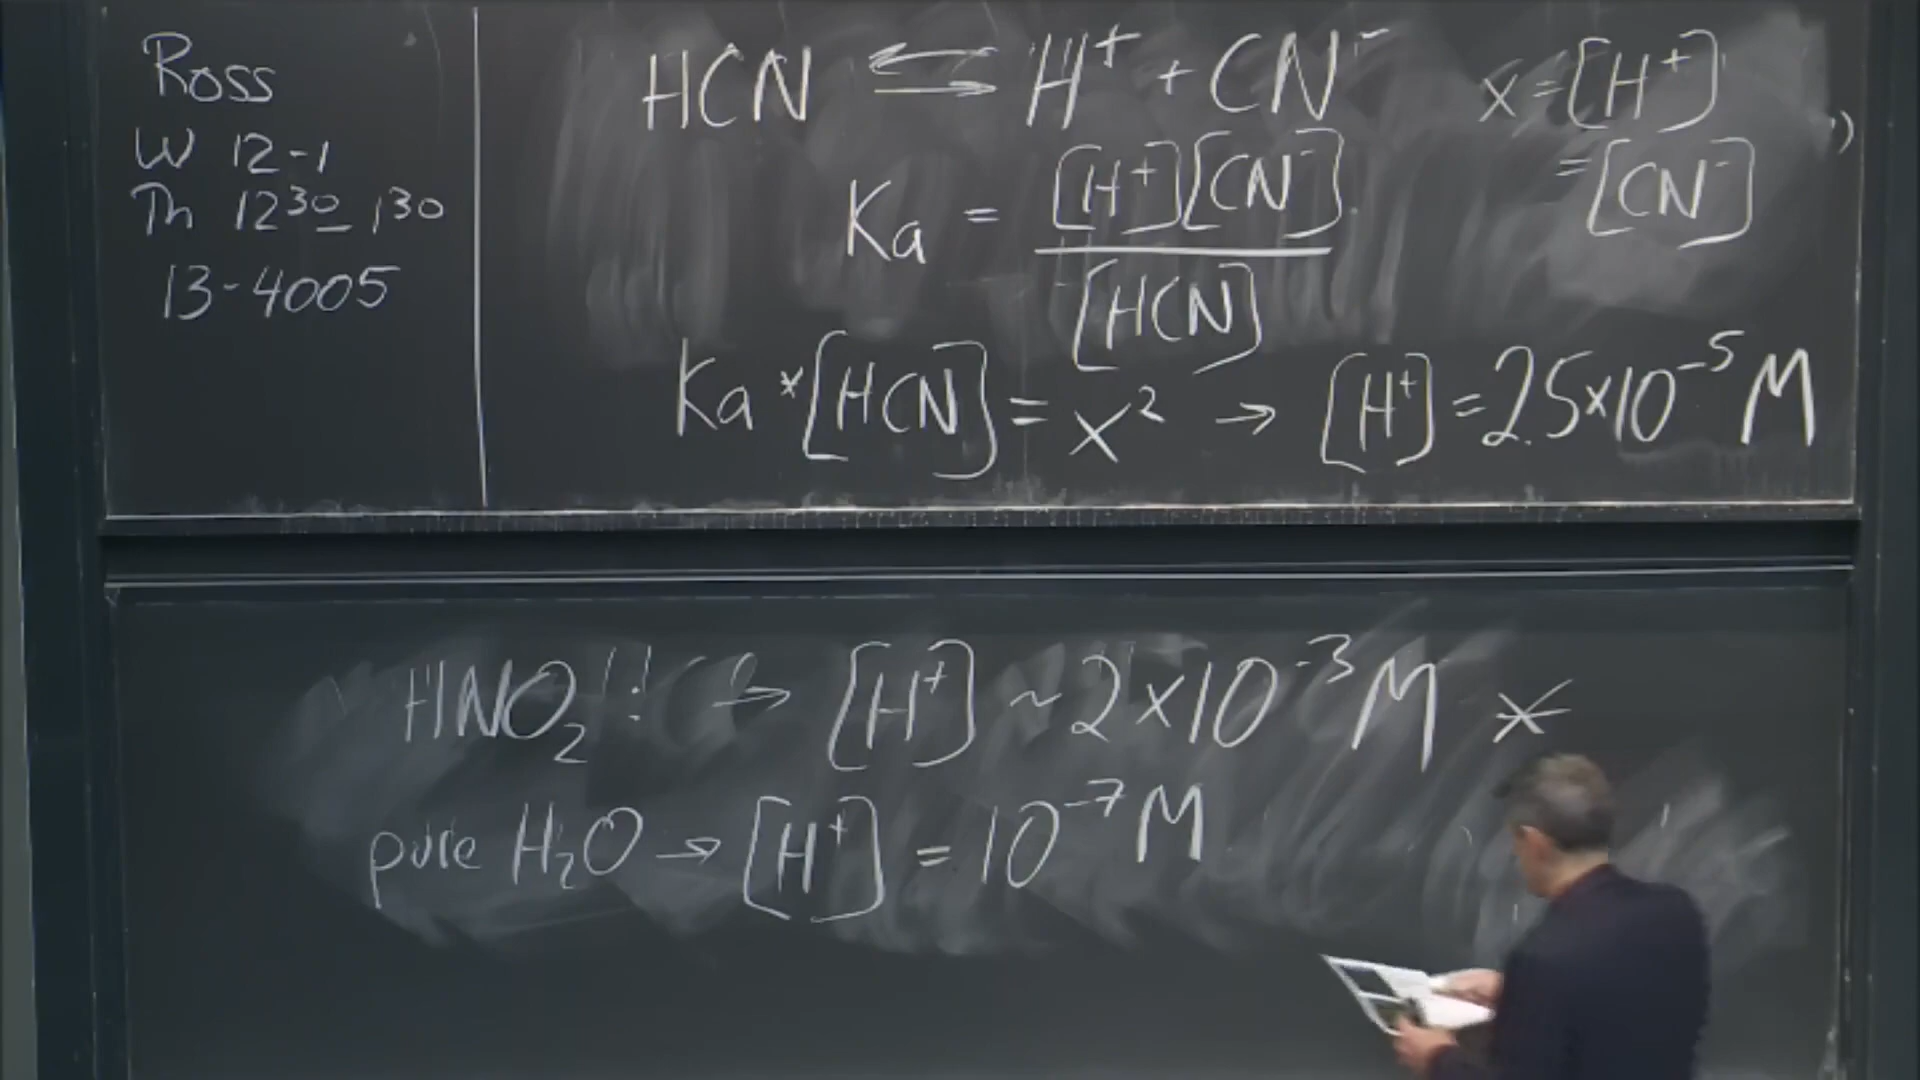 Ross
W 12-1
Th 12³⁰-1³⁰
13-4005
HCN ⇌ H⁺ + CN⁻
x = [H⁺]
= [CN⁻]
Ka = [H⁺][CN⁻] / [HCN]
Ka * [HCN] = x² → [H⁺] = 2.5×10⁻⁵ M
HNO₂!! → [H⁺] ~ 2×10⁻³ M *
pure H₂O → [H⁺] = 10⁻⁷ M